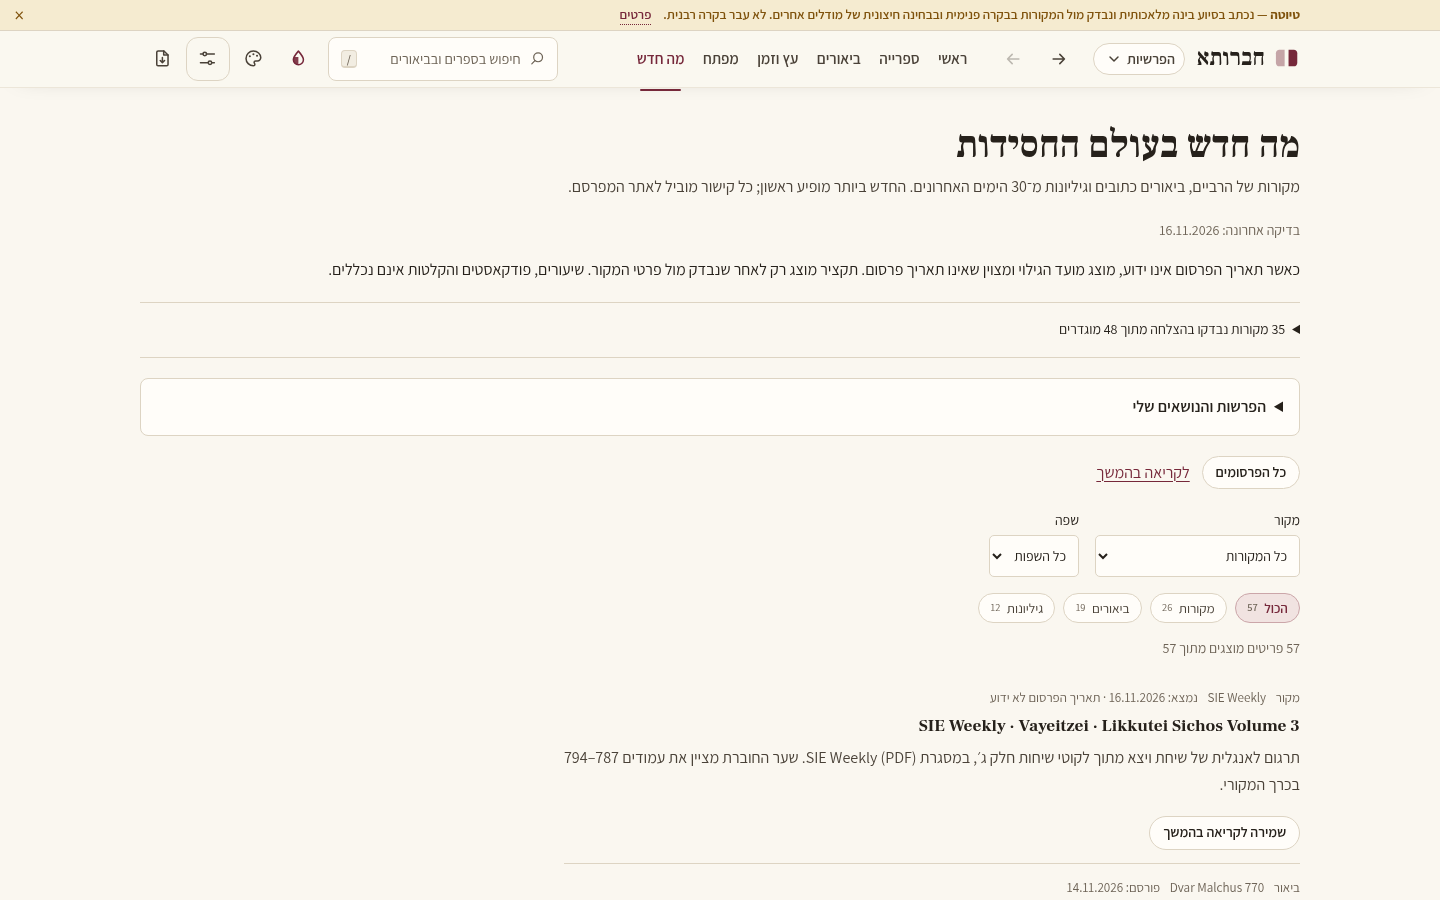 טיוטה — נכתב בסיוע בינה מלאכותית ונבדק מול המקורות בבקרה פנימית ובבחינה חיצונית של מודלים אחרים. לא עבר בקרה רבנית. פרטים ×
חברותא הפרשיות ראשי ספרייה ביאורים עץ וזמן מפתח מה חדש חיפוש בספרים ובביאורים /
מה חדש בעולם החסידות
מקורות של הרביים, ביאורים כתובים וגיליונות מ־30 הימים האחרונים. החדש ביותר מופיע ראשון; כל קישור מוביל לאתר המפרסם.
בדיקה אחרונה: 16.11.2026
כאשר תאריך הפרסום אינו ידוע, מוצג מועד הגילוי ומצוין שאינו תאריך פרסום. תקציר מוצג רק לאחר שנבדק מול פרטי המקור. שיעורים, פודקאסטים והקלטות אינם נכללים.
35 מקורות נבדקו בהצלחה מתוך 48 מוגדרים
הפרשות והנושאים שלי
כל הפרסומים לקריאה בהמשך
מקור שפה
כל המקורות כל השפות
הכול 57 מקורות 26 ביאורים 19 גיליונות 12
57 פריטים מוצגים מתוך 57
מקור SIE Weekly נמצא: 16.11.2026 · תאריך הפרסום לא ידוע
SIE Weekly · Vayeitzei · Likkutei Sichos Volume 3
תרגום לאנגלית של שיחת ויצא מתוך לקוטי שיחות חלק ג׳, במסגרת SIE Weekly (PDF). שער החוברת מציין את עמודים 787–794
בכרך המקורי.
שמירה לקריאה בהמשך
ביאור Dvar Malchus 770 פורסם: 14.11.2026